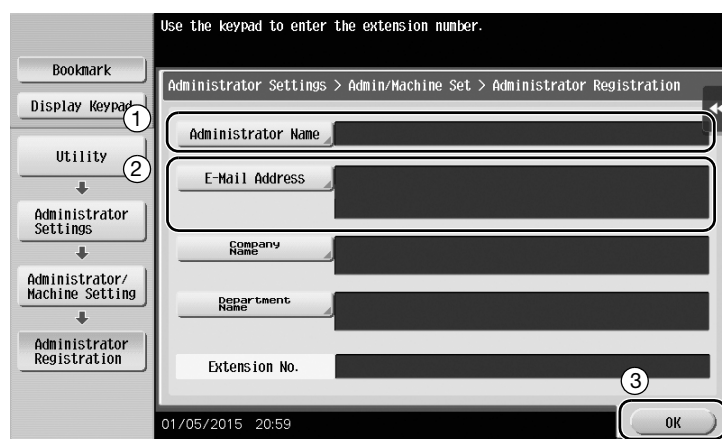 Use the keypad to enter the extension number.
Bookmark
Display Keypad
Utility
Administrator
Settings
Administrator/
Machine Setting
Administrator
Registration
Administrator Settings > Admin/Machine Set > Administrator Registration
1
Administrator Name
2
E-Mail Address
Company
Name
Department
Name
Extension No.
3
01/05/2015 20:59
OK